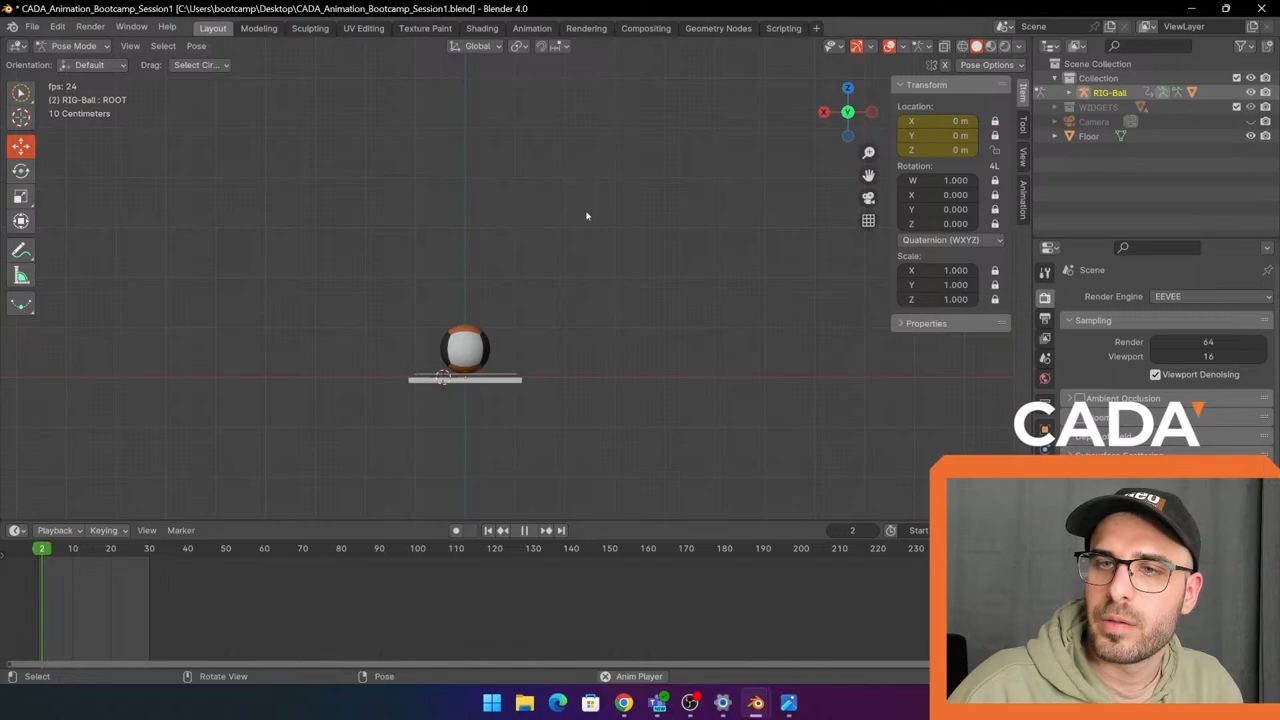 * CADA_Animation_Bootcamp_Session1 [C:\Users\bootcamp\Desktop\CADA_Animation_Bootcamp_Session1.blend] - Blender 4.0
File Edit Render Window Help
Layout Modeling Sculpting UV Editing Texture Paint Shading Animation Rendering Compositing Geometry Nodes Scripting +
Scene ViewLayer
Pose Mode View Select Pose Global
Orientation: Default Drag: Select Cir... X Pose Options
fps: 24
(2) RIG-Ball : ROOT
10 Centimeters
Z
X Y
Transform
Location:
X 0 m
Y 0 m
Z 0 m
Rotation: 4L
W 1.000
X 0.000
Y 0.000
Z 0.000
Quaternion (WXYZ)
Scale:
X 1.000
Y 1.000
Z 1.000
Properties
Item
Tool
View
Animation
Scene Collection
Collection
RIG-Ball
WIDGETS
Camera
Floor
Scene
Render Engine EEVEE
Sampling
Render 64
Viewport 16
Viewport Denoising
Ambient Occlusion
CADA
Playback Keying View Marker 2 Start
2 10 20 30 40 50 60 70 80 90 100 110 120 130 140 150 160 170 180 190 200 210 220 230
Select Rotate View Pose Anim Player